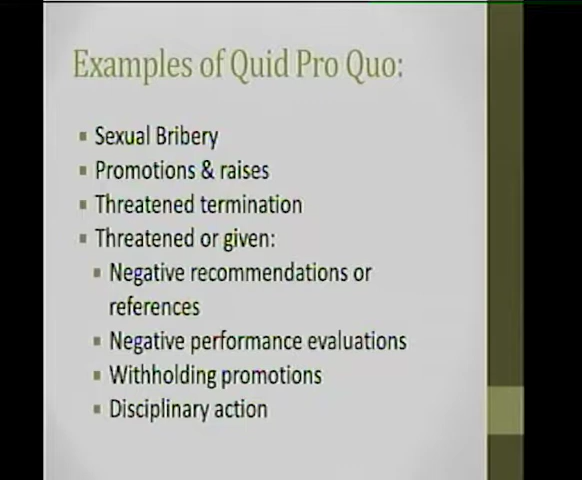 Examples of Quid Pro Quo:
Sexual Bribery
Promotions & raises
Threatened termination
Threatened or given:
Negative recommendations or
references
Negative performance evaluations
Withholding promotions
Disciplinary action